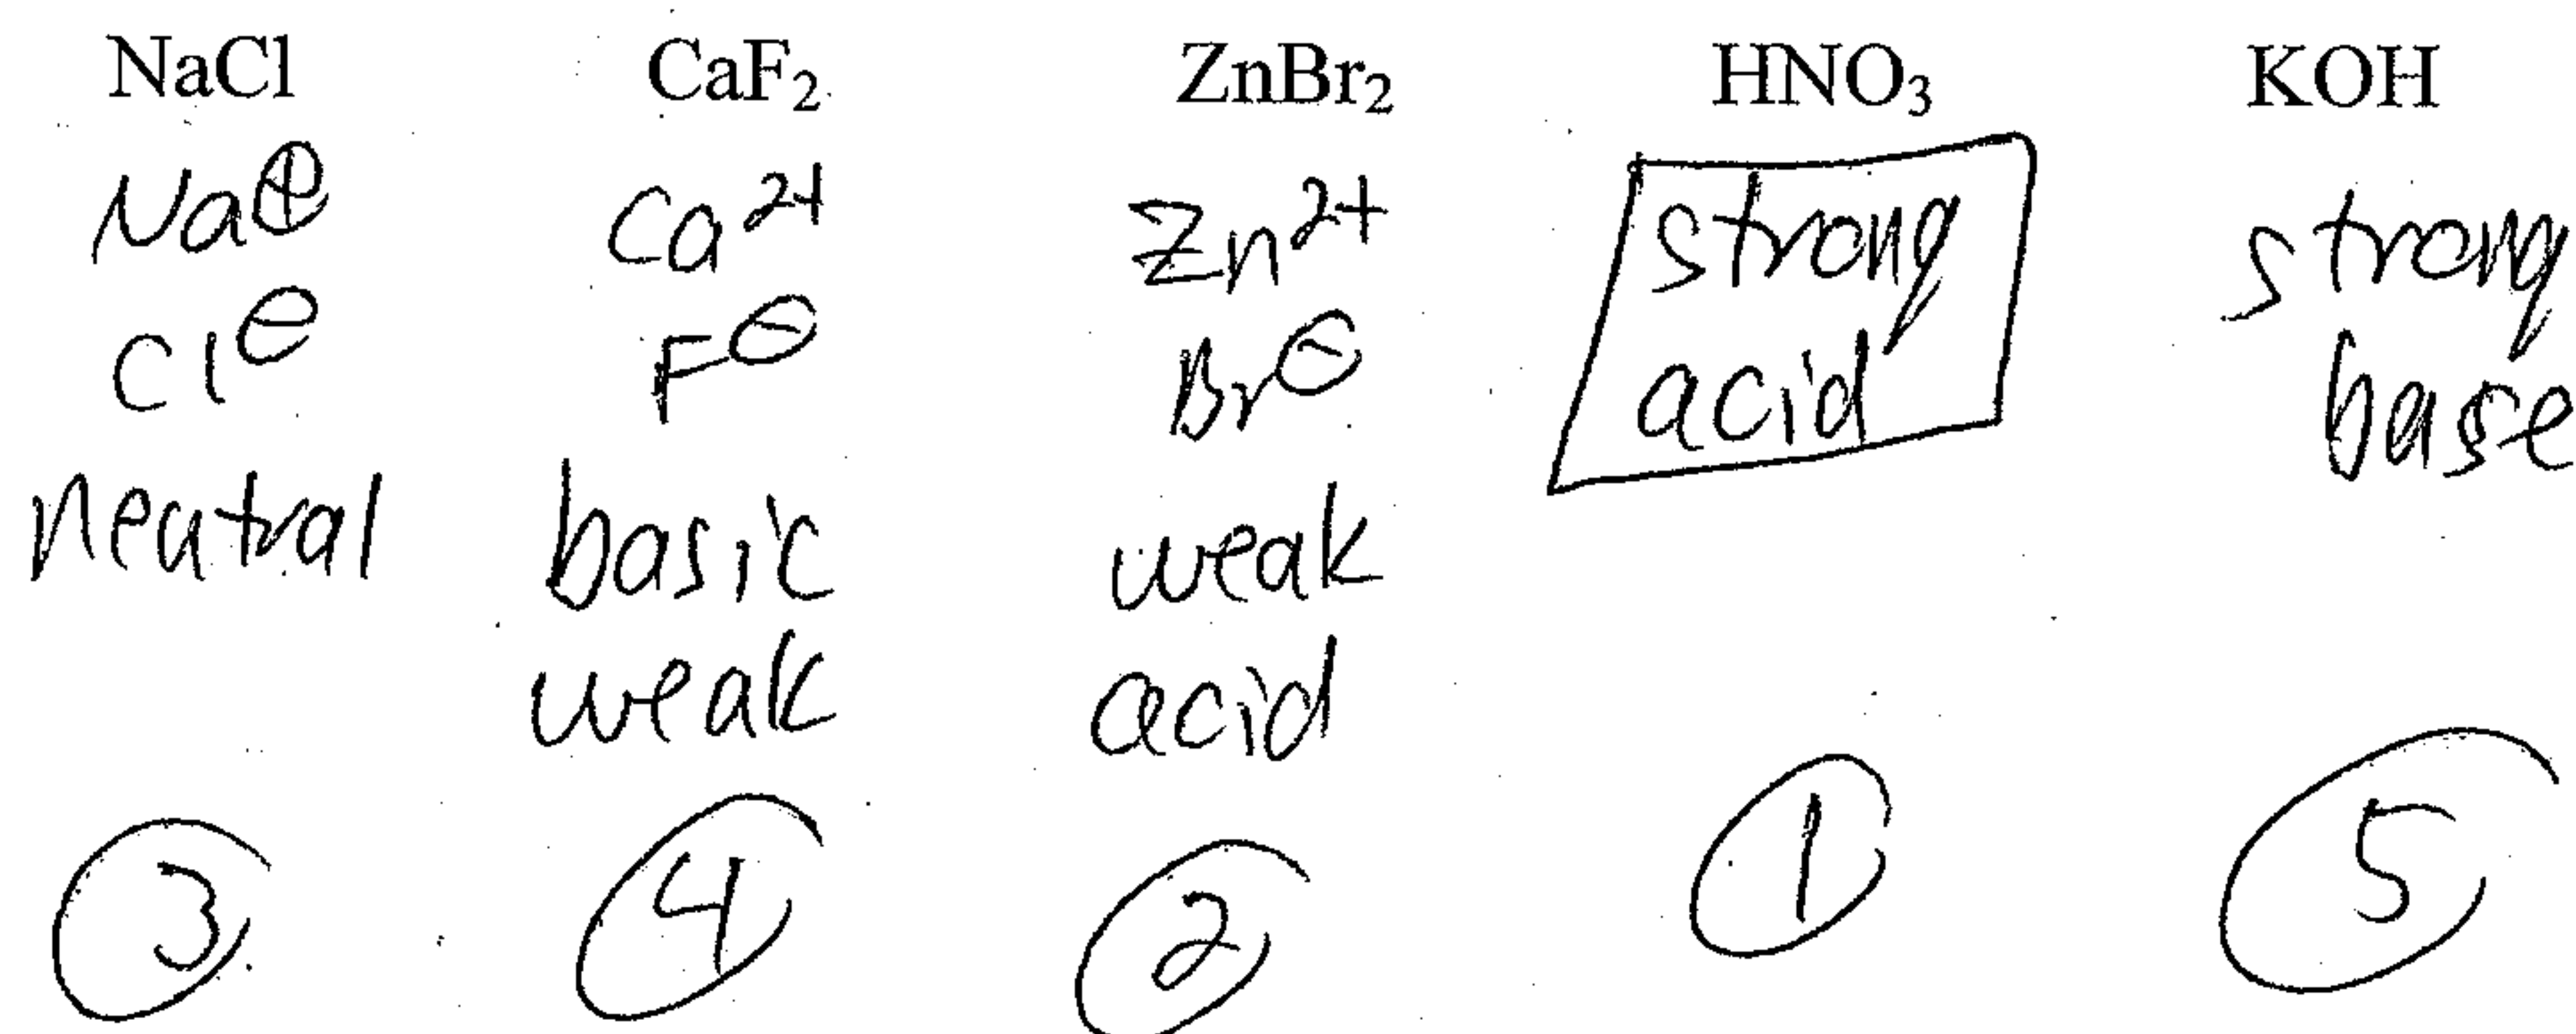 NaCl CaF₂ ZnBr₂ HNO₃ KOH
Na⊕ Ca²⁺ Zn²⁺ strong strong
Cl⊖ F⊖ Br⊖ acid base
neutral basic weak
weak acid
3 4 2 1 5